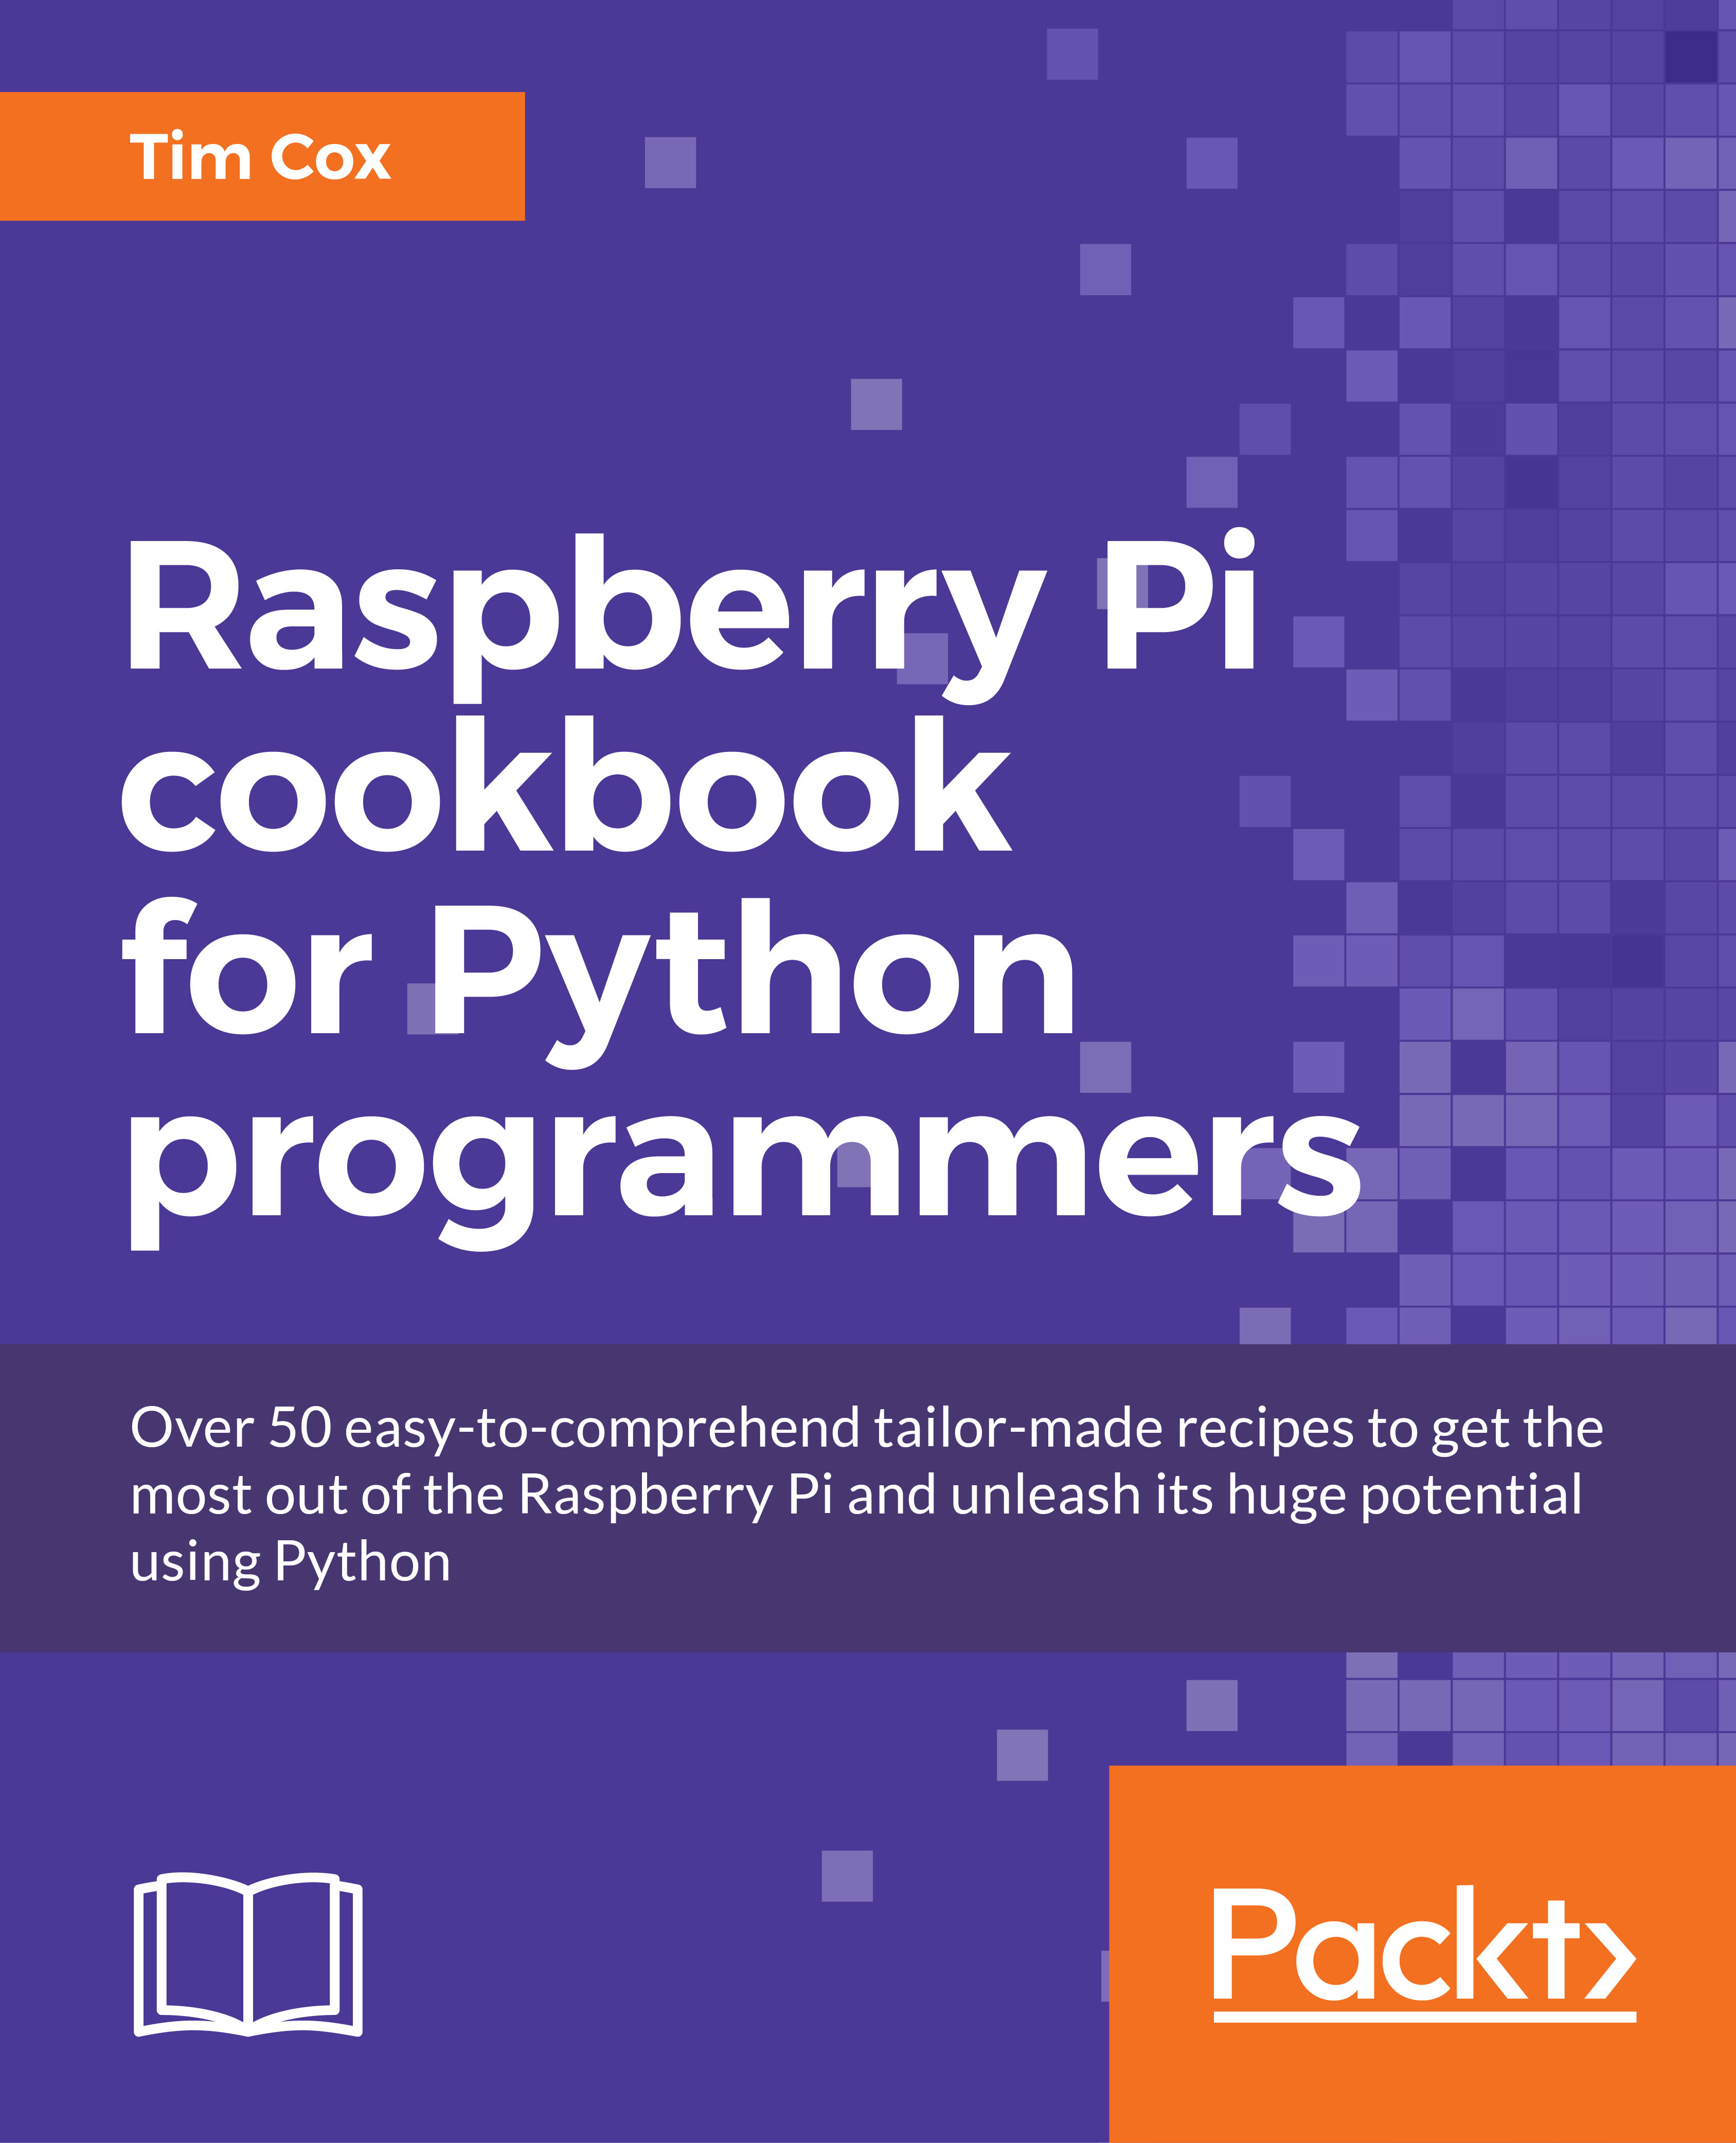 Tim Cox
Raspberry Pi
cookbook
for Python
programmers
Over 50 easy-to-comprehend tailor-made recipes to get the
most out of the Raspberry Pi and unleash its huge potential
using Python
Packt>